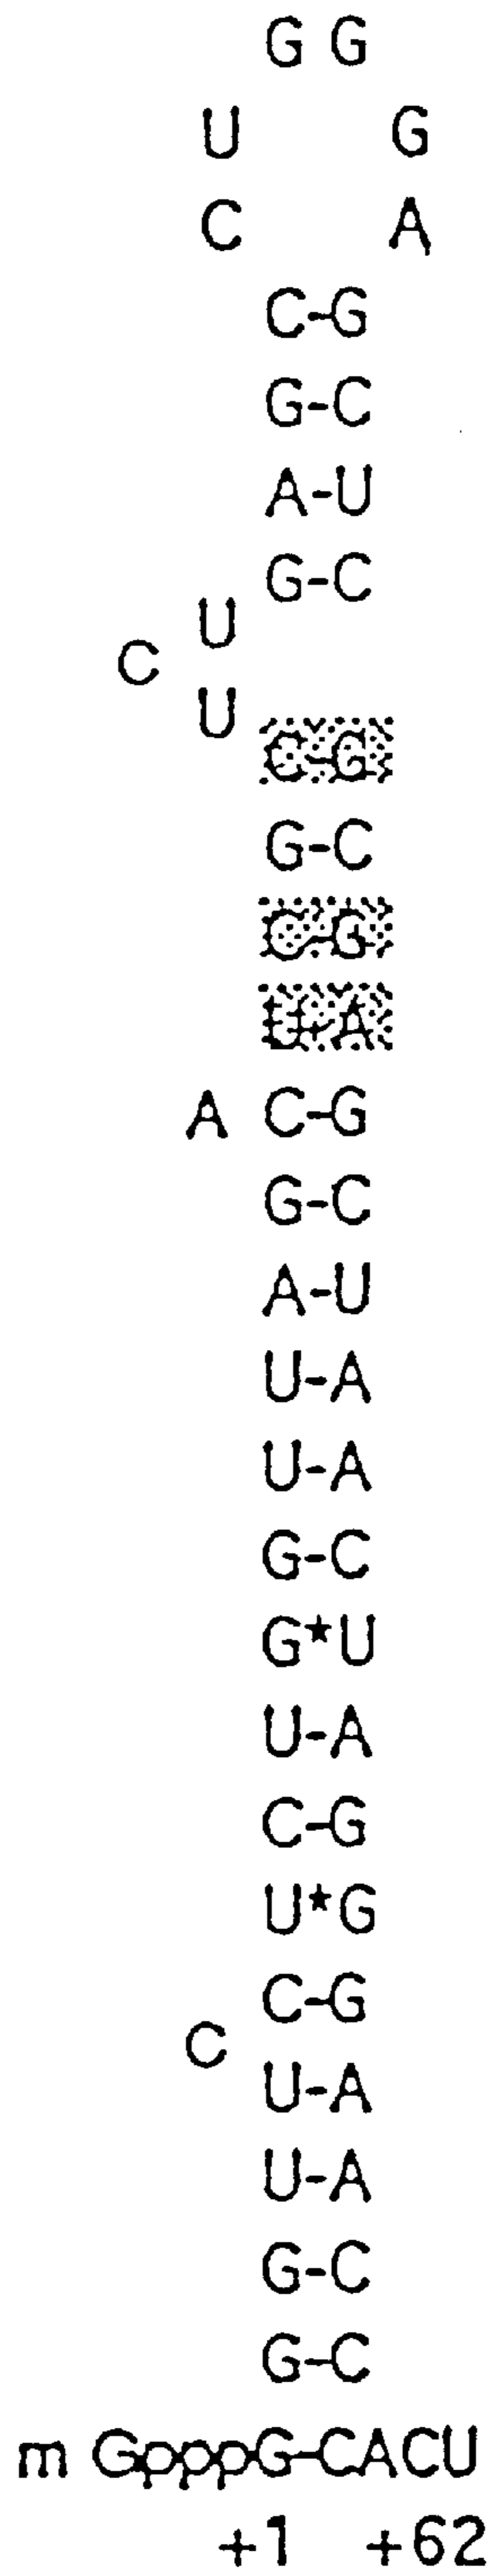 G G
U G
C A
C-G
G-C
A-U
G-C
U
C
U
C-G
G-C
C-G
U-A
A C-G
G-C
A-U
U-A
U-A
G-C
G*U
U-A
C-G
U*G
C-G
C
U-A
U-A
G-C
G-C
m GpppG-CACU
+1 +62